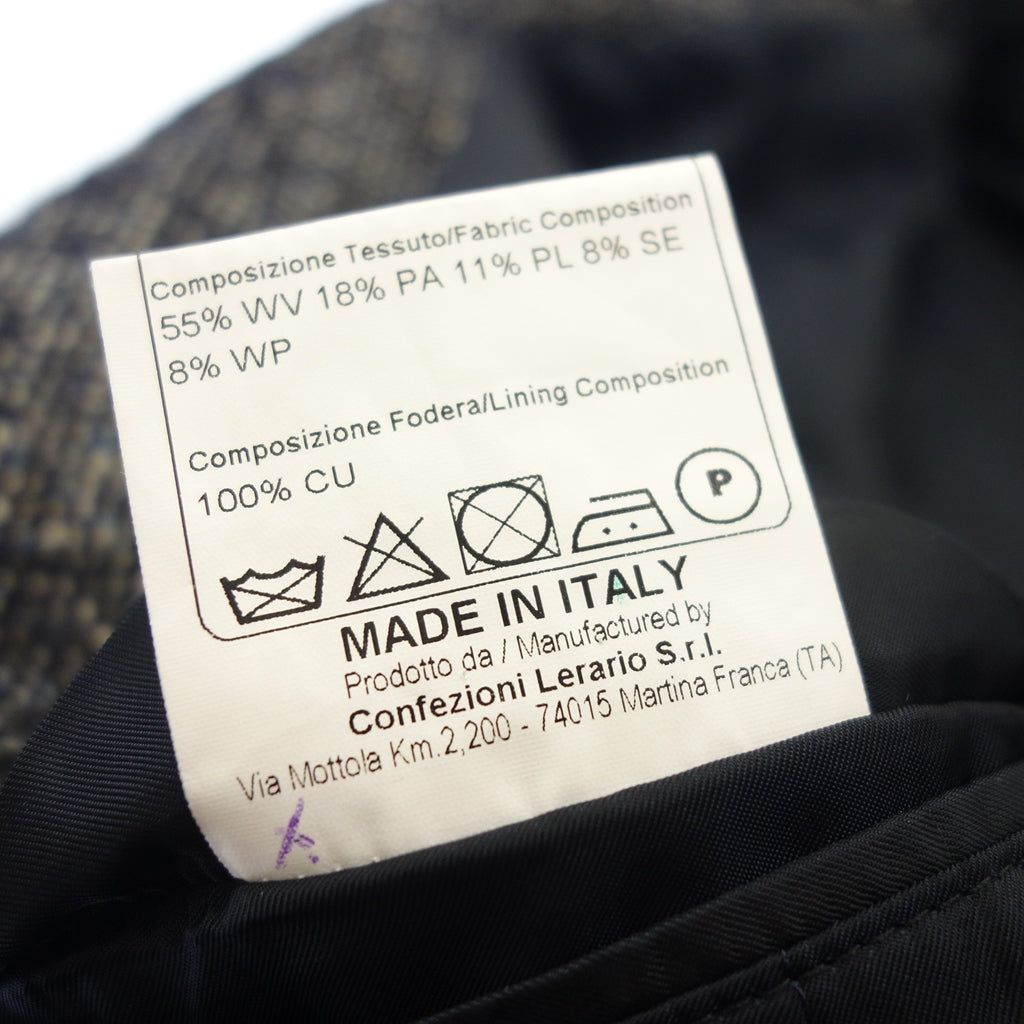 Composizione Tessuto/Fabric Composition
55% WV 18% PA 11% PL 8% SE
8% WP
Composizione Fodera/Lining Composition
100% CU
P
MADE IN ITALY
Prodotto da / Manufactured by
Confezioni Lerario S.r.l.
Via Mottola Km.2,200 - 74015 Martina Franca (TA)